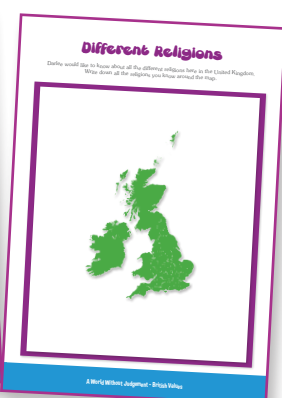 Different Religions
Darlee would like to know about all the different religions here in the United Kingdom.
Write down all the religions you know around the map.
A World Without Judgement - British Values